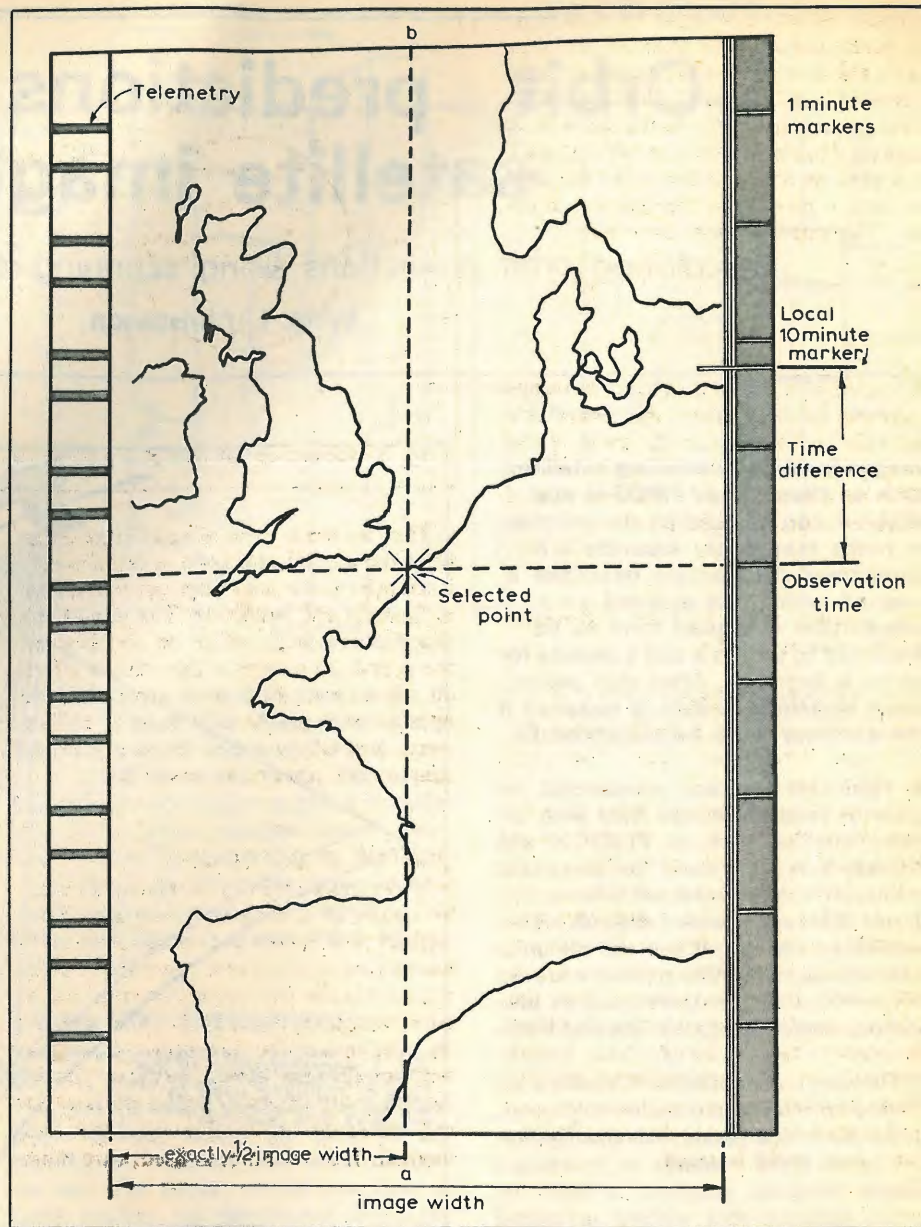 b
Telemetry
1 minute
markers
Local
10 minute
marker
Time
difference
Observation
time
Selected
point
exactly ½ image width
a
image width